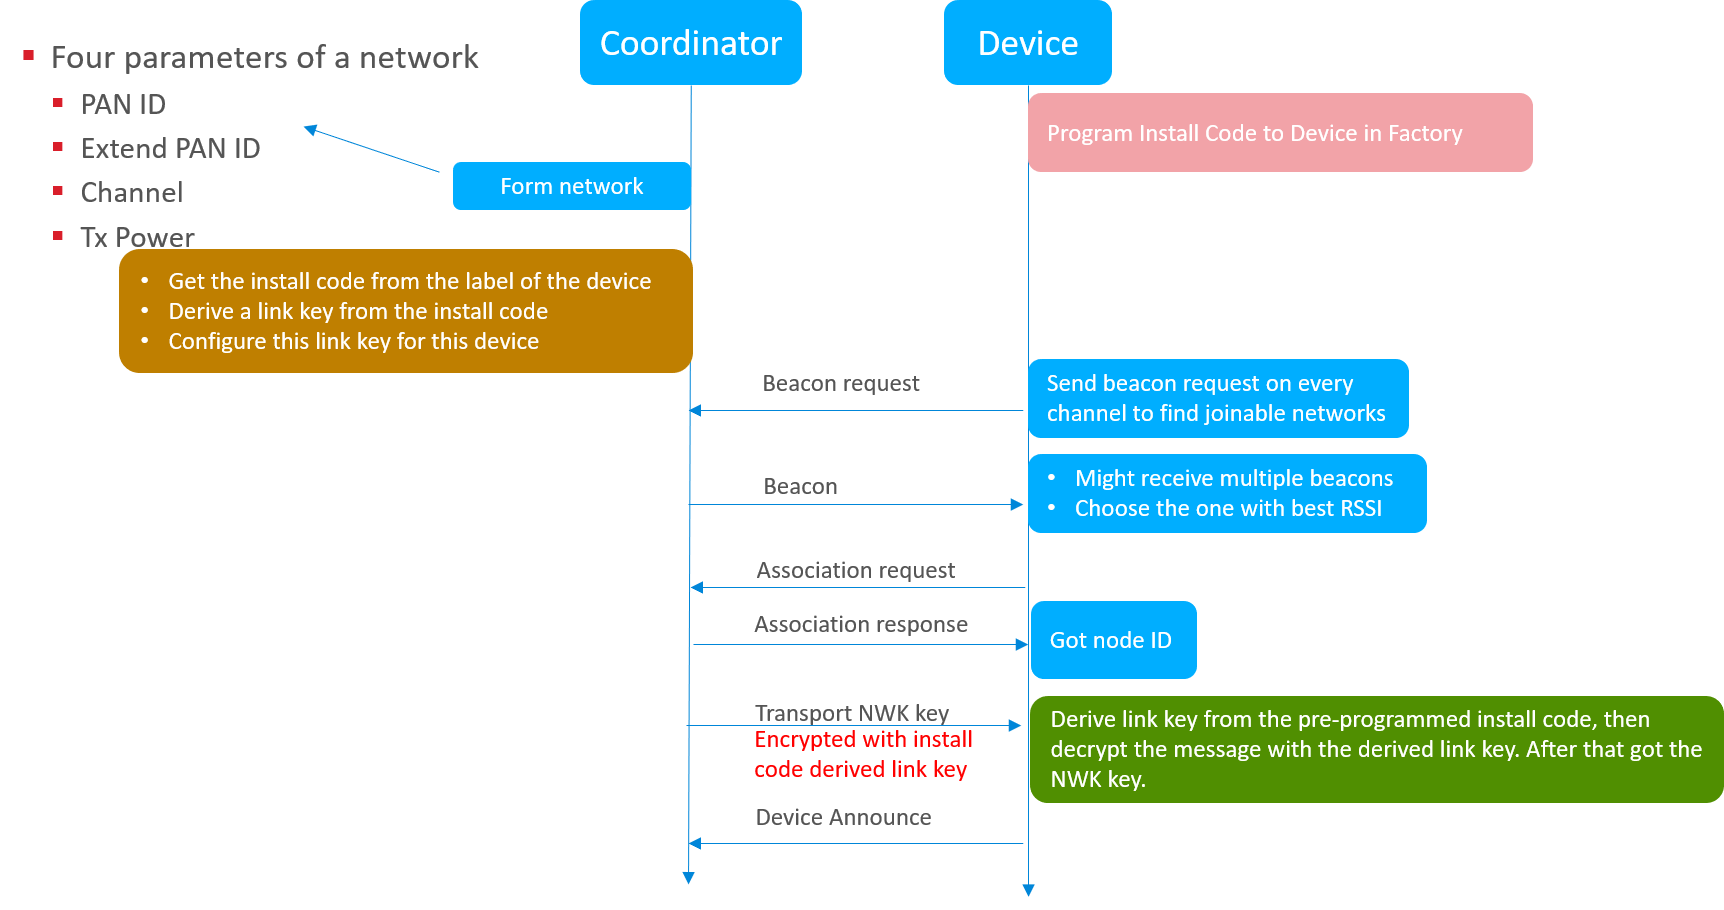 Coordinator
Device
Four parameters of a network
PAN ID
Extend PAN ID
Channel
Tx Power
Program Install Code to Device in Factory
Form network
• Get the install code from the label of the device
• Derive a link key from the install code
• Configure this link key for this device
Beacon request
Send beacon request on every
channel to find joinable networks
Beacon
• Might receive multiple beacons
• Choose the one with best RSSI
Association request
Association response
Got node ID
Transport NWK key
Encrypted with install
code derived link key
Derive link key from the pre-programmed install code, then
decrypt the message with the derived link key. After that got the
NWK key.
Device Announce